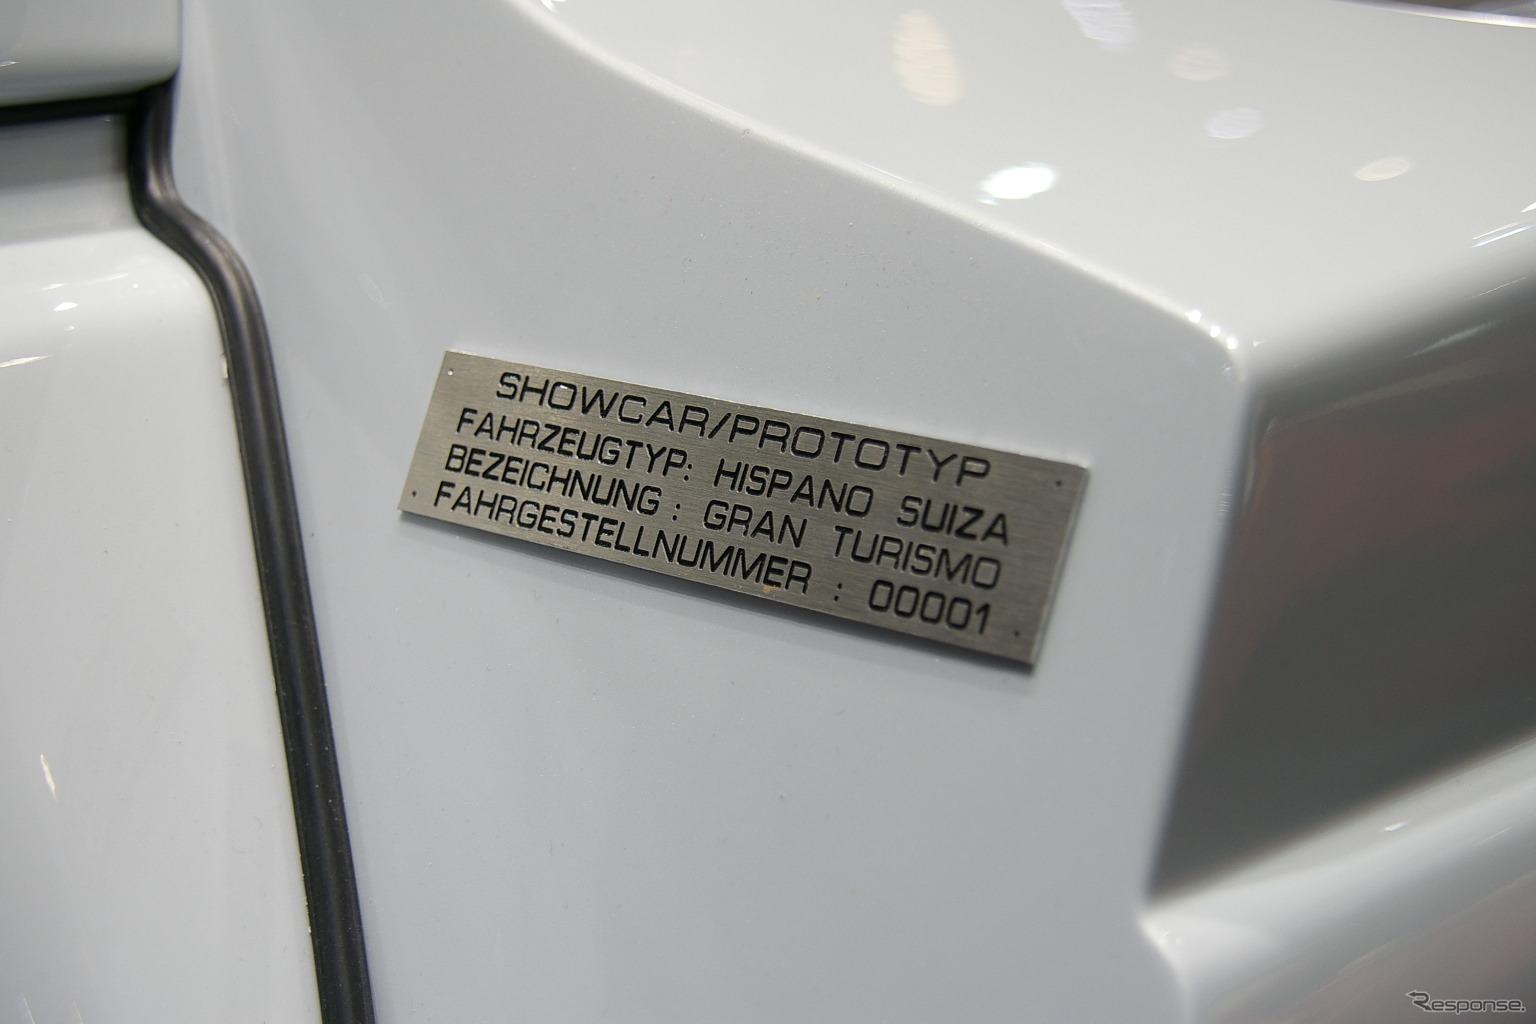 SHOWCAR/PROTOTYP
FAHRZEUGTYP: HISPANO SUIZA
BEZEICHNUNG : GRAN TURISMO
FAHRGESTELLNUMMER : 00001
Response.